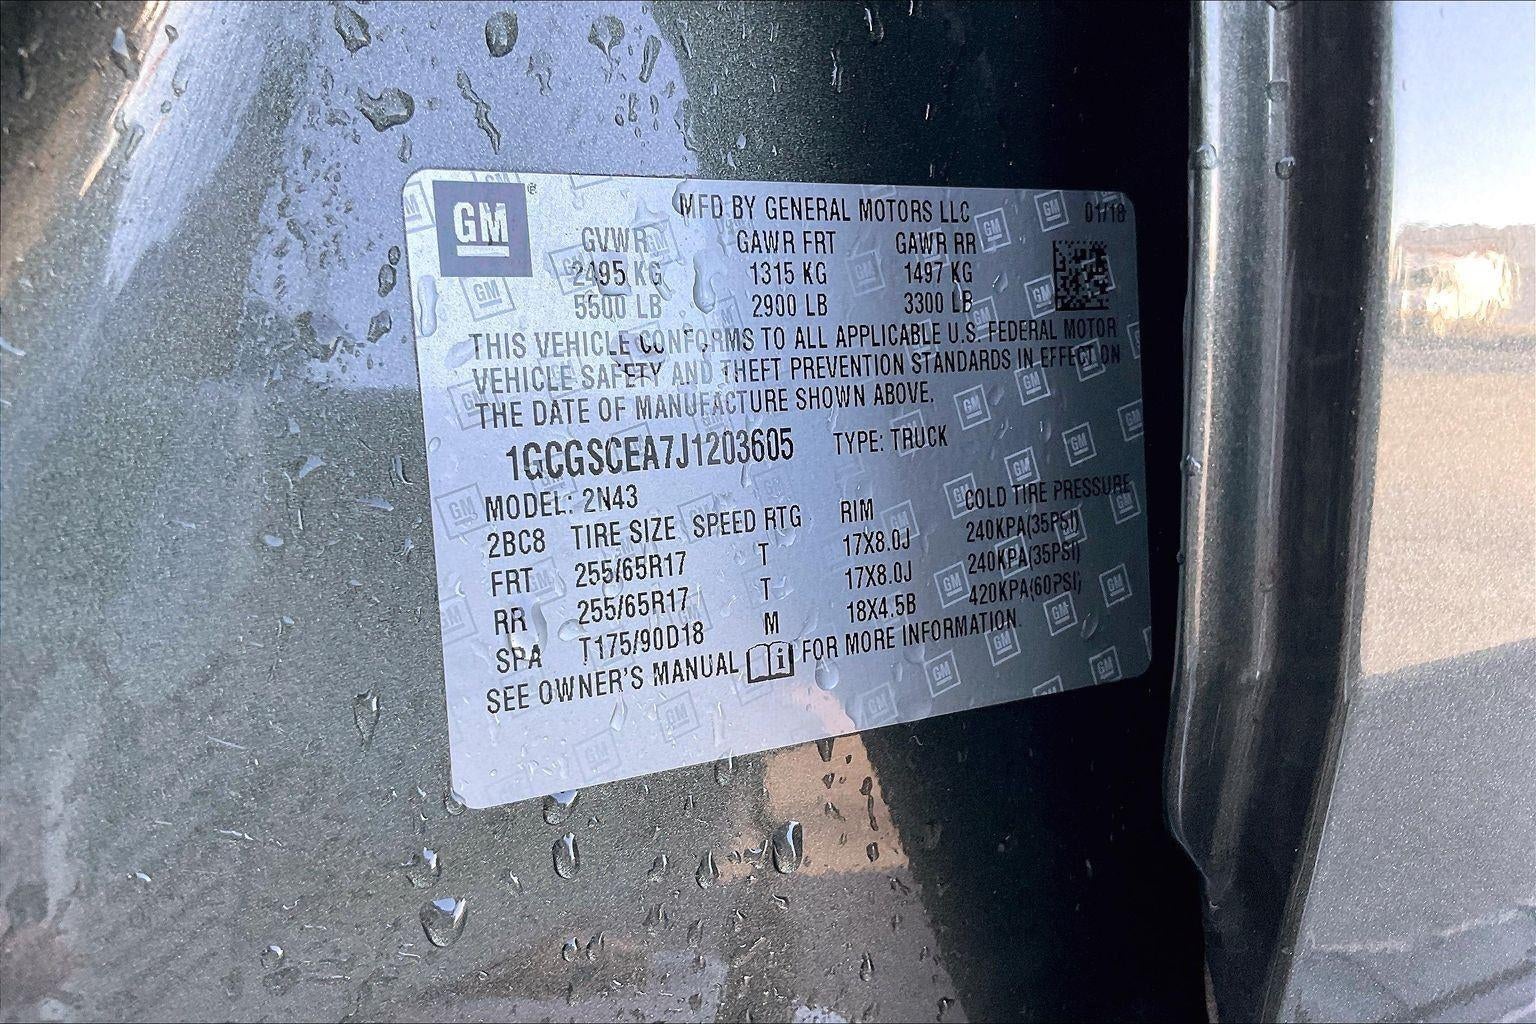 GM®
MFD BY GENERAL MOTORS LLC 01/18
GVWR GAWR FRT GAWR RR
2495 KG 1315 KG 1497 KG
5500 LB 2900 LB 3300 LB
THIS VEHICLE CONFORMS TO ALL APPLICABLE U.S. FEDERAL MOTOR
VEHICLE SAFETY AND THEFT PREVENTION STANDARDS IN EFFECT ON
THE DATE OF MANUFACTURE SHOWN ABOVE.
1GCGSCEA7J1203605 TYPE: TRUCK
MODEL: 2N43
2BC8 TIRE SIZE SPEED RTG RIM COLD TIRE PRESSURE
FRT 255/65R17 T 17X8.0J 240KPA(35PSI)
RR 255/65R17 T 17X8.0J 240KPA(35PSI)
SPA T175/90D18 M 18X4.5B 420KPA(60PSI)
SEE OWNER'S MANUAL i FOR MORE INFORMATION.